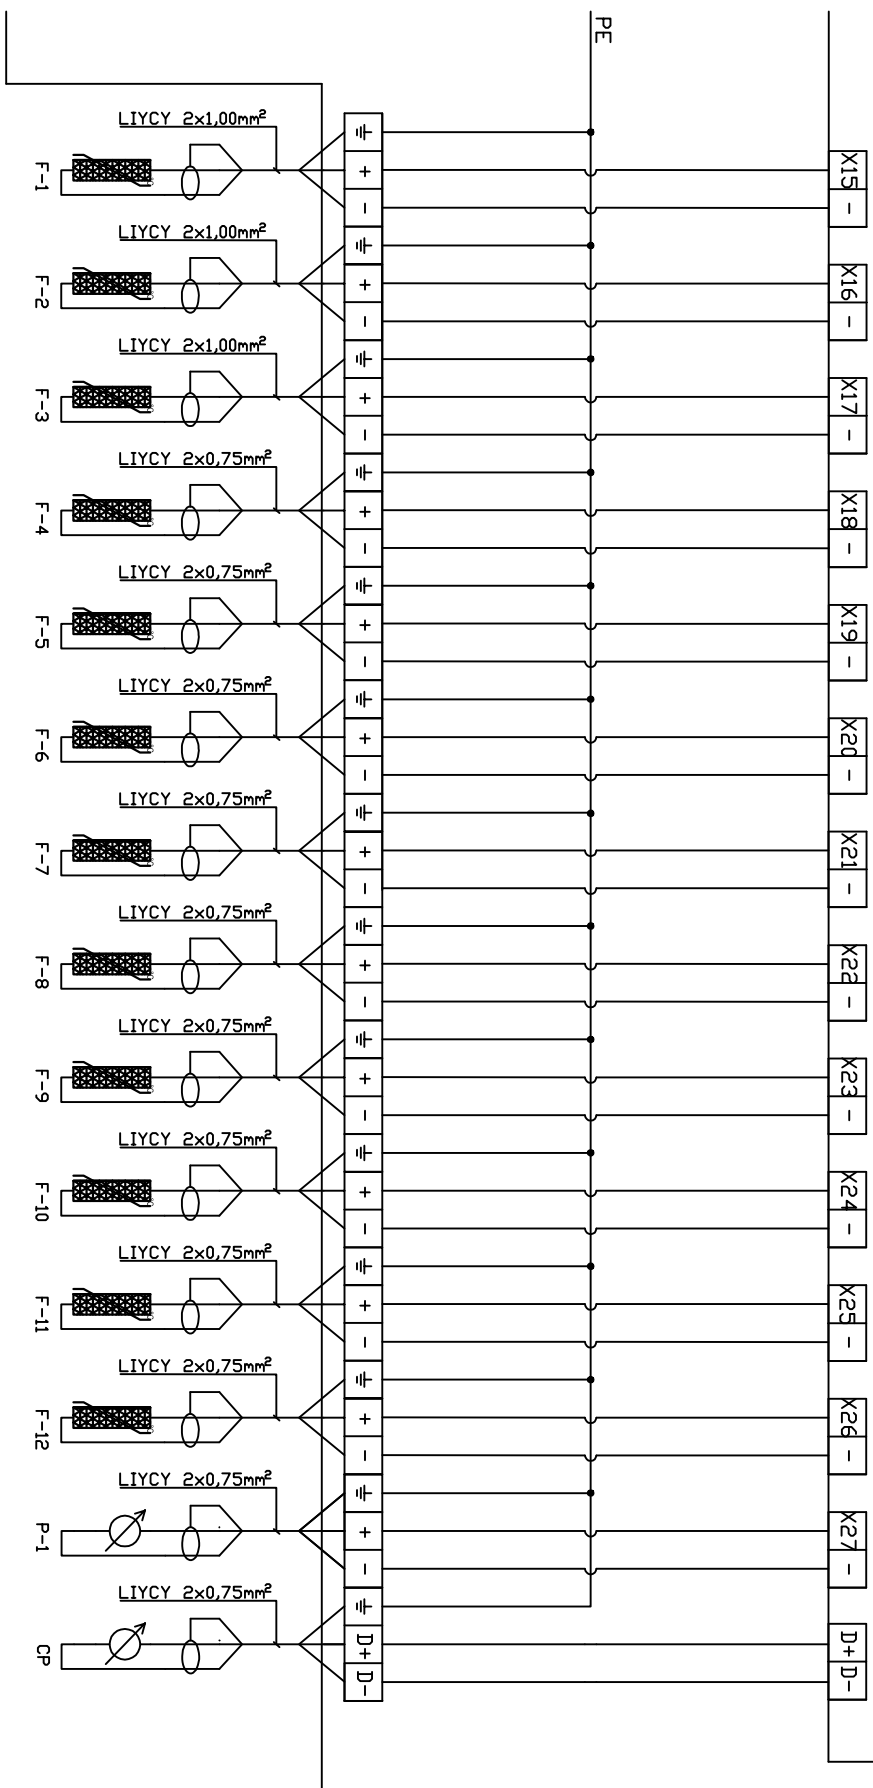 PE
LIYCY 2x1,00mm²
F-1
+
-
X15
-
LIYCY 2x1,00mm²
F-2
+
-
X16
-
LIYCY 2x1,00mm²
F-3
+
-
X17
-
LIYCY 2x0,75mm²
F-4
+
-
X18
-
LIYCY 2x0,75mm²
F-5
+
-
X19
-
LIYCY 2x0,75mm²
F-6
+
-
X20
-
LIYCY 2x0,75mm²
F-7
+
-
X21
-
LIYCY 2x0,75mm²
F-8
+
-
X22
-
LIYCY 2x0,75mm²
F-9
+
-
X23
-
LIYCY 2x0,75mm²
F-10
+
-
X24
-
LIYCY 2x0,75mm²
F-11
+
-
X25
-
LIYCY 2x0,75mm²
F-12
+
-
X26
-
LIYCY 2x0,75mm²
P-1
+
-
X27
-
LIYCY 2x0,75mm²
CP
D+
D-
D+
D-